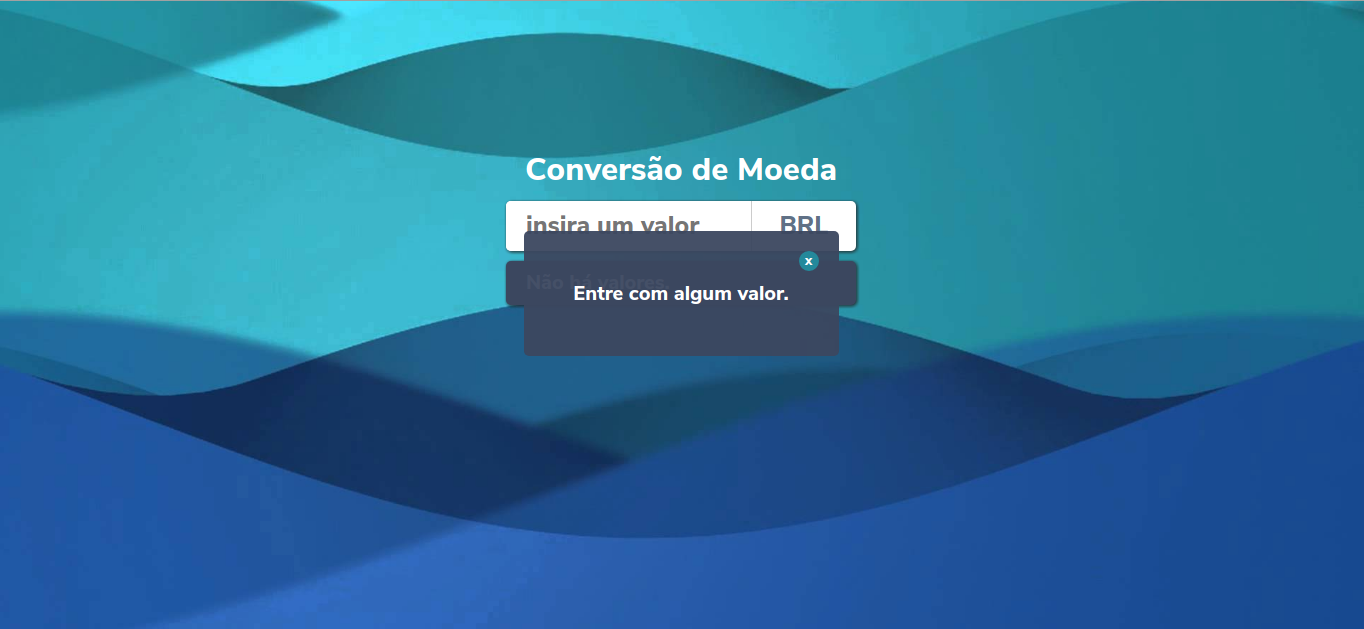 Conversão de Moeda
insira um valor
BRL
x
Não há valores.
Entre com algum valor.